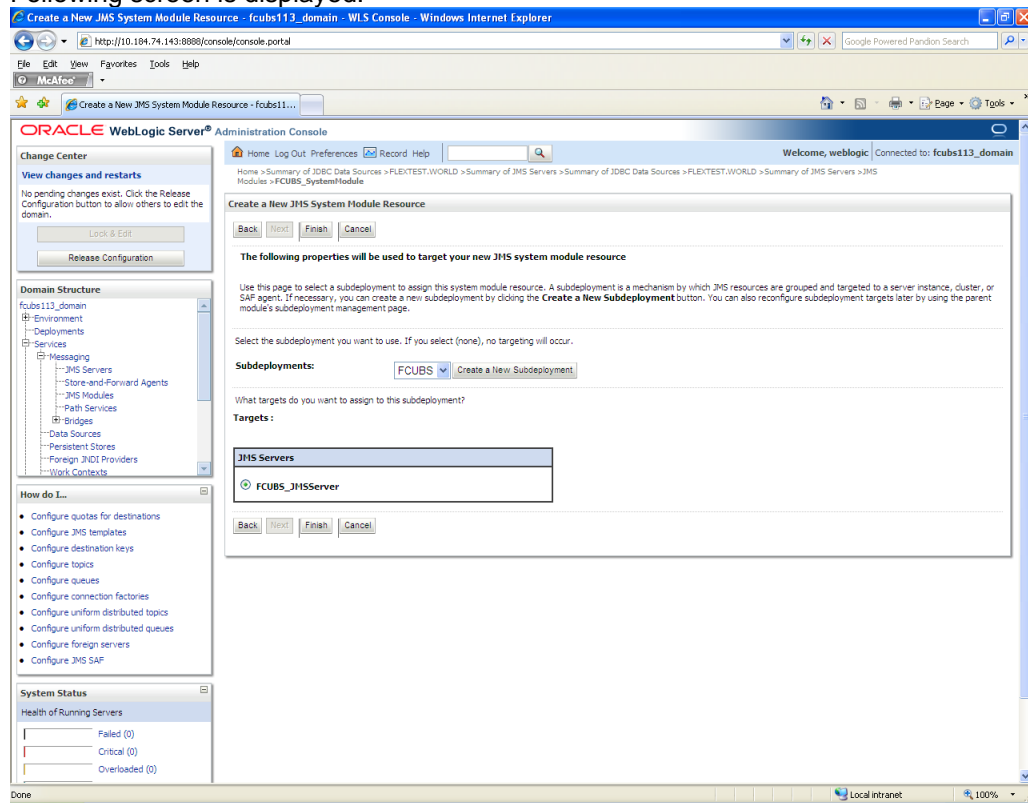 Following screen is displayed:
Create a New JMS System Module Resource - fcubs113_domain - WLS Console - Windows Internet Explorer
http://10.184.74.143:8888/console/console.portal
Google Powered Pandion Search
File Edit View Favorites Tools Help
McAfee
Create a New JMS System Module Resource - fcubs11...
Page Tools
ORACLE WebLogic Server® Administration Console
Change Center
View changes and restarts
No pending changes exist. Click the Release
Configuration button to allow others to edit the
domain.
Lock & Edit
Release Configuration
Domain Structure
fcubs113_domain
Environment
Deployments
Services
Messaging
JMS Servers
Store-and-Forward Agents
JMS Modules
Path Services
Bridges
Data Sources
Persistent Stores
Foreign JNDI Providers
Work Contexts
How do I...
Configure quotas for destinations
Configure JMS templates
Configure destination keys
Configure topics
Configure queues
Configure connection factories
Configure uniform distributed topics
Configure uniform distributed queues
Configure foreign servers
Configure JMS SAF
System Status
Health of Running Servers
Failed (0)
Critical (0)
Overloaded (0)
Home Log Out Preferences Record Help
Welcome, weblogic Connected to: fcubs113_domain
Home >Summary of JDBC Data Sources >FLEXTEST.WORLD >Summary of JMS Servers >Summary of JDBC Data Sources >FLEXTEST.WORLD >Summary of JMS Servers >JMS
Modules >FCUBS_SystemModule
Create a New JMS System Module Resource
Back Next Finish Cancel
The following properties will be used to target your new JMS system module resource
Use this page to select a subdeployment to assign this system module resource. A subdeployment is a mechanism by which JMS resources are grouped and targeted to a server instance, cluster, or
SAF agent. If necessary, you can create a new subdeployment by clicking the Create a New Subdeployment button. You can also reconfigure subdeployment targets later by using the parent
module's subdeployment management page.
Select the subdeployment you want to use. If you select (none), no targeting will occur.
Subdeployments: FCUBS Create a New Subdeployment
What targets do you want to assign to this subdeployment?
Targets :
JMS Servers
FCUBS_JMSServer
Back Next Finish Cancel
Done
Local intranet
100%